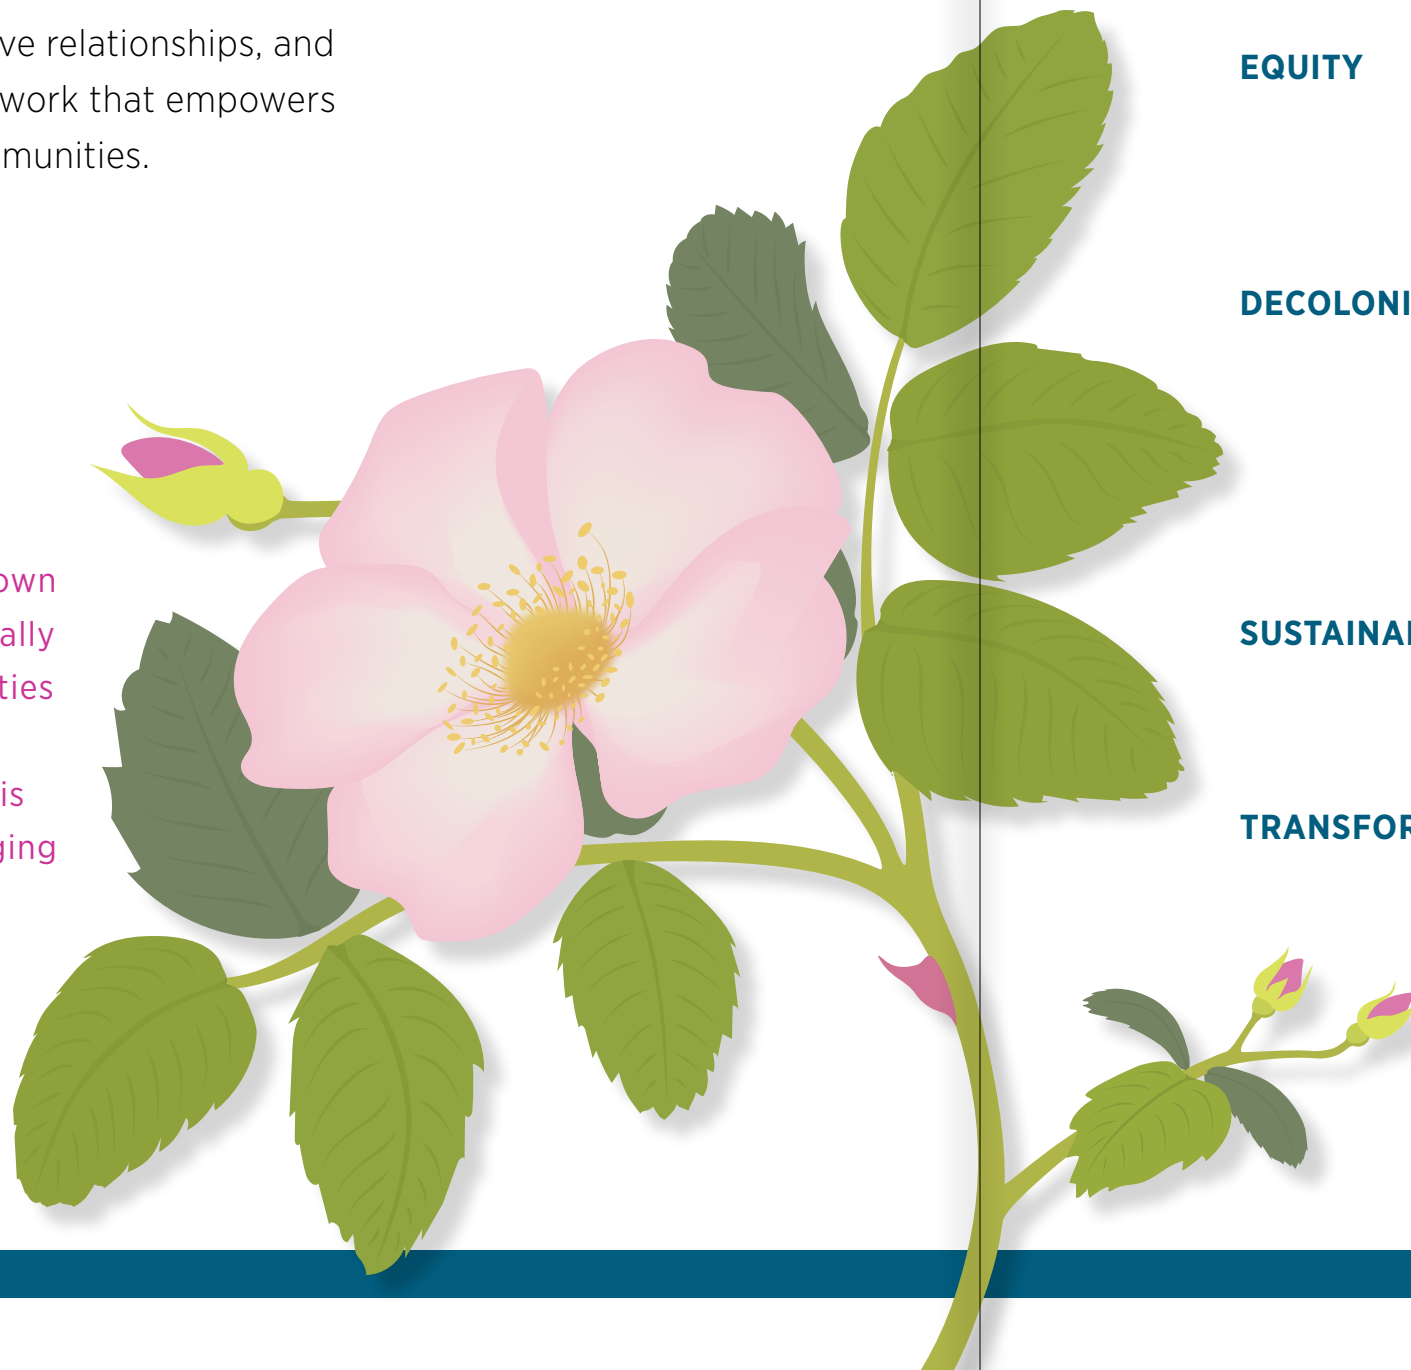 ve relationships, and
work that empowers
munities.
own
ally
ties
is
ging
EQUITY
DECOLONI
SUSTAINA
TRANSFOR